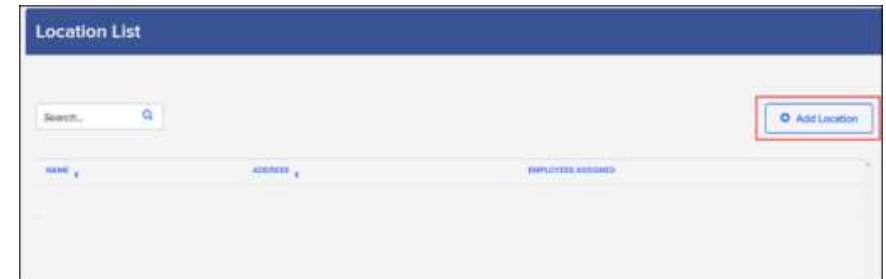 Location List
Search...
Add Location
NAME
ADDRESS
EMPLOYEES ASSIGNED